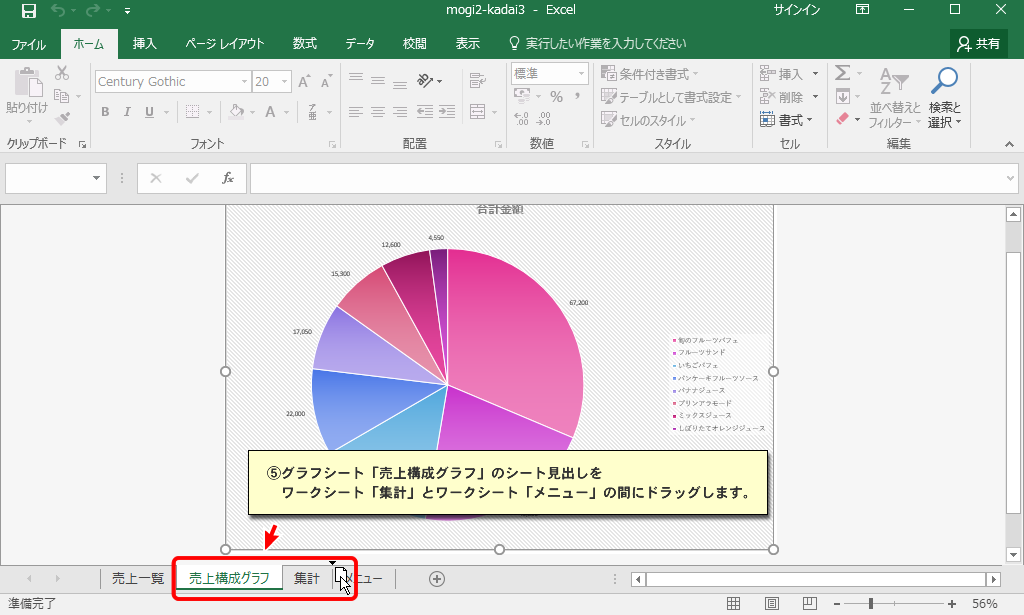 mogi2-kadai3 - Excel
サインイン
ファイル ホーム 挿入 ページ レイアウト 数式 データ 校閲 表示 実行したい作業を入力してください 共有
貼り付け
クリップボード
Century Gothic 20
B I U A
フォント
配置
標準
% ,
数値
条件付き書式
テーブルとして書式設定
セルのスタイル
スタイル
挿入
削除
書式
セル
並べ替えと
フィルター
検索と
選択
編集
fx
合計金額
4,550
12,600
15,300
67,200
17,050
22,000
旬のフルーツパフェ
フルーツサンド
いちごパフェ
パンケーキフルーツソース
バナナジュース
プリンアラモード
ミックスジュース
しぼりたてオレンジジュース
⑤グラフシート「売上構成グラフ」のシート見出しを
ワークシート「集計」とワークシート「メニュー」の間にドラッグします。
売上一覧 売上構成グラフ 集計 ニュー
準備完了
56%